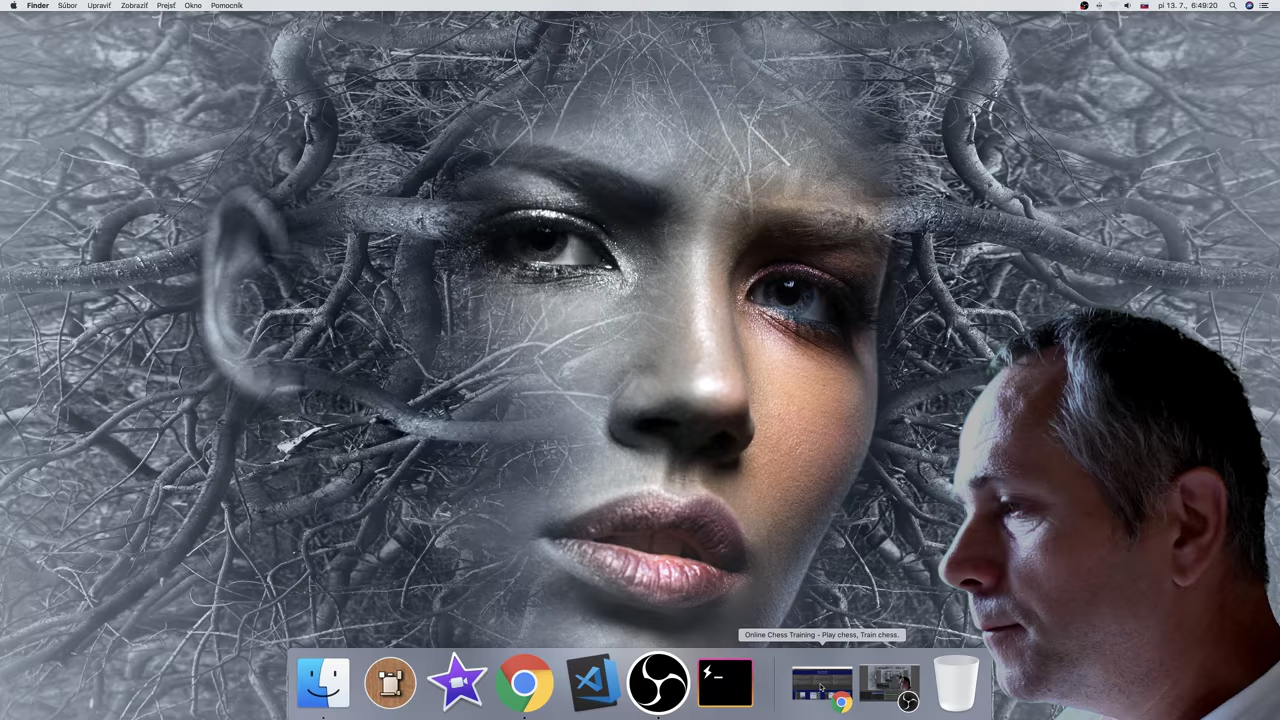 Finder Súbor Upraviť Zobraziť Prejsť Okno Pomocník pi 13. 7., 6:49:20
Online Chess Training - Play chess, Train chess.